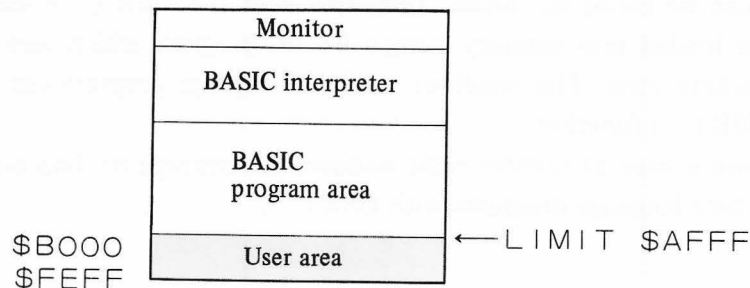 Monitor
BASIC interpreter
BASIC
program area
$B000
$FEFF
User area
←LIMIT $AFFF